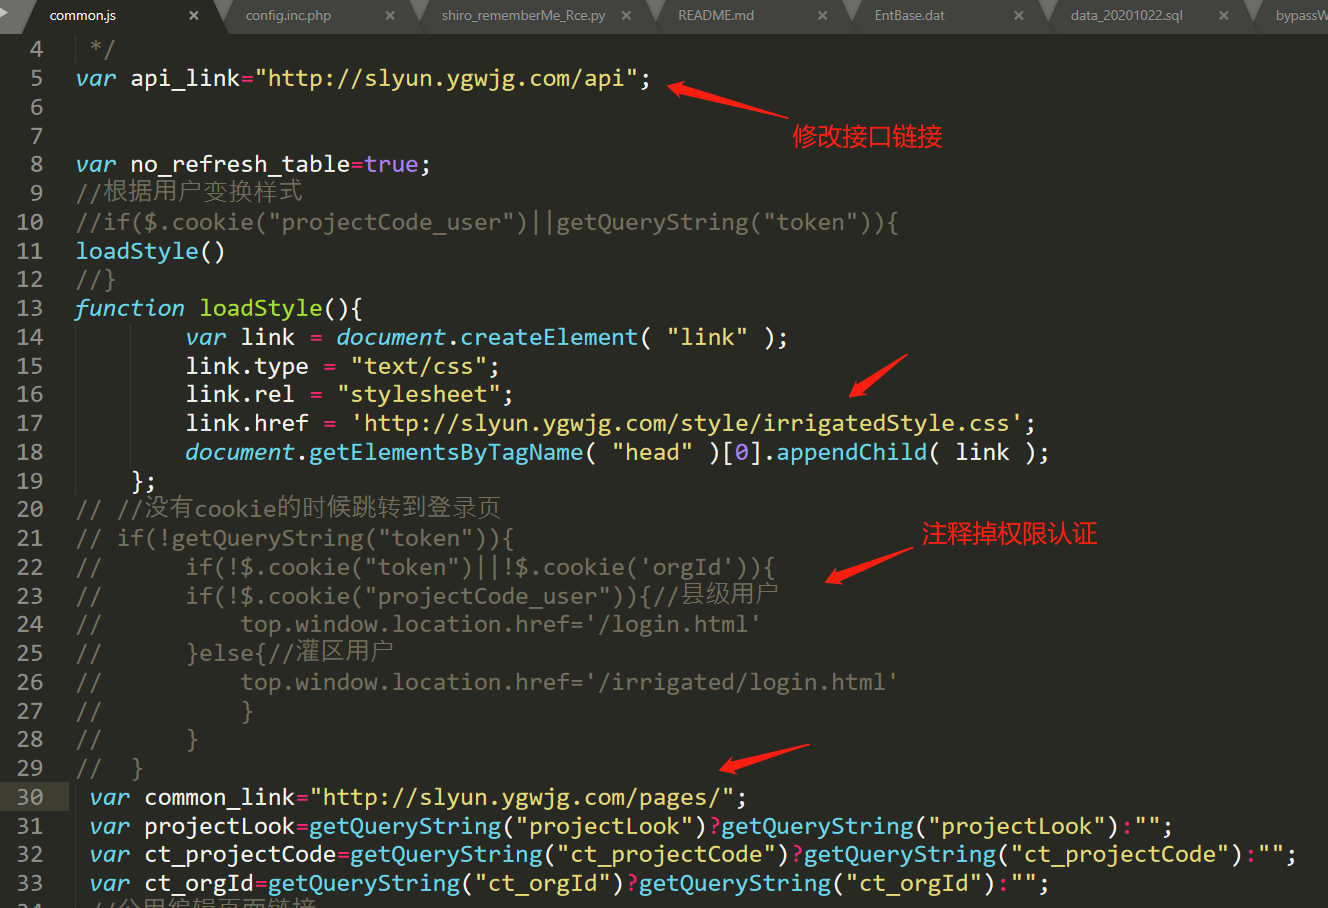 common.js × config.inc.php × shiro_rememberMe_Rce.py × README.md × EntBase.dat × data_20201022.sql × bypassW
4 */
5 var api_link="http://slyun.ygwjg.com/api";
6
7
修改接口链接
8 var no_refresh_table=true;
9 //根据用户变换样式
10 //if($.cookie("projectCode_user")||getQueryString("token")){
11 loadStyle()
12 //}
13 function loadStyle(){
14 var link = document.createElement( "link" );
15 link.type = "text/css";
16 link.rel = "stylesheet";
17 link.href = 'http://slyun.ygwjg.com/style/irrigatedStyle.css';
18 document.getElementsByTagName( "head" )[0].appendChild( link );
19 };
20 // //没有cookie的时候跳转到登录页
21 // if(!getQueryString("token")){
注释掉权限认证
22 // if(!$.cookie("token")||!$.cookie('orgId')){
23 // if(!$.cookie("projectCode_user")){//县级用户
24 // top.window.location.href='/login.html'
25 // }else{//灌区用户
26 // top.window.location.href='/irrigated/login.html'
27 // }
28 // }
29 // }
30 var common_link="http://slyun.ygwjg.com/pages/";
31 var projectLook=getQueryString("projectLook")?getQueryString("projectLook"):"";
32 var ct_projectCode=getQueryString("ct_projectCode")?getQueryString("ct_projectCode"):"";
33 var ct_orgId=getQueryString("ct_orgId")?getQueryString("ct_orgId"):"";